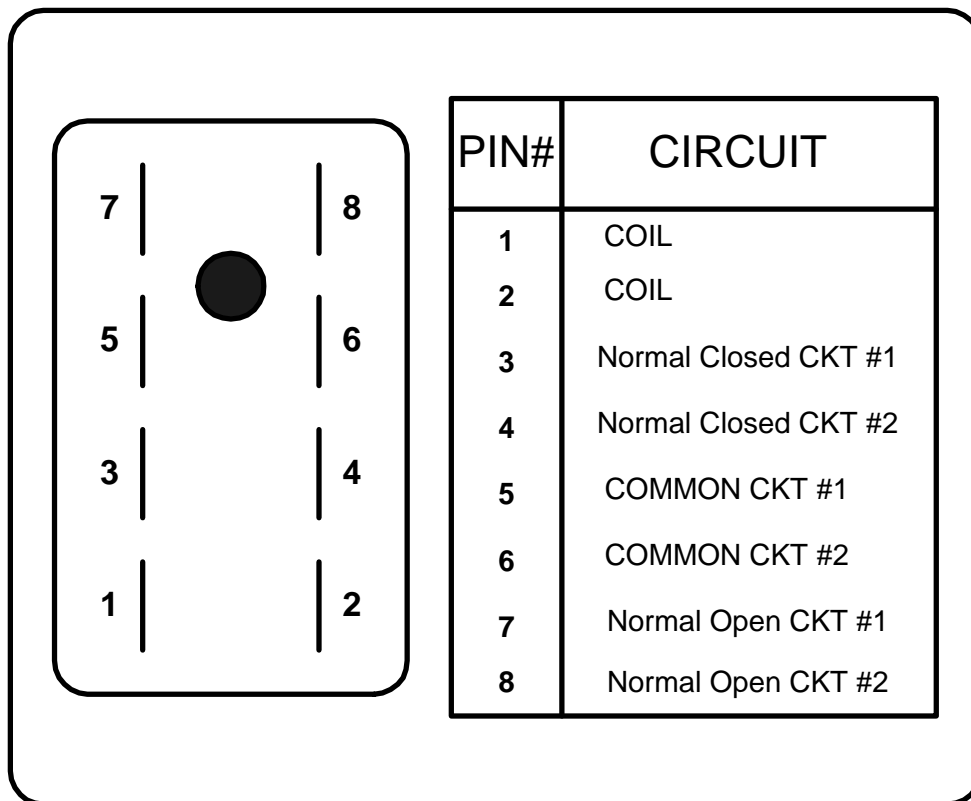 7 8
5 6
3 4
1 2
PIN# CIRCUIT
1 COIL
2 COIL
3 Normal Closed CKT #1
4 Normal Closed CKT #2
5 COMMON CKT #1
6 COMMON CKT #2
7 Normal Open CKT #1
8 Normal Open CKT #2